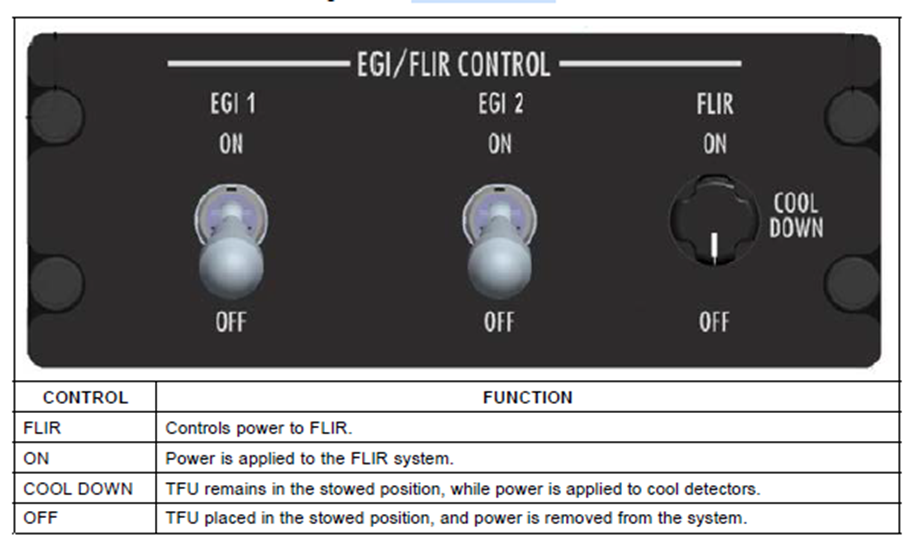 EGI/FLIR CONTROL
EGI 1 EGI 2 FLIR
ON ON ON
COOL
DOWN
OFF OFF OFF
CONTROL FUNCTION
FLIR Controls power to FLIR.
ON Power is applied to the FLIR system.
COOL DOWN TFU remains in the stowed position, while power is applied to cool detectors.
OFF TFU placed in the stowed position, and power is removed from the system.